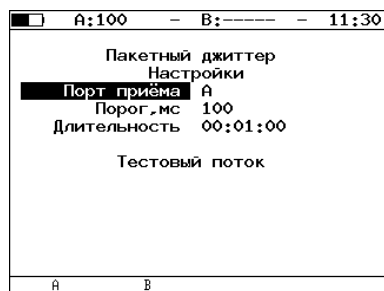 A:100 – B:----- – 11:30
Пакетный джиттер
Настройки
Порт приёма A
Порог,мс 100
Длительность 00:01:00
Тестовый поток
A B